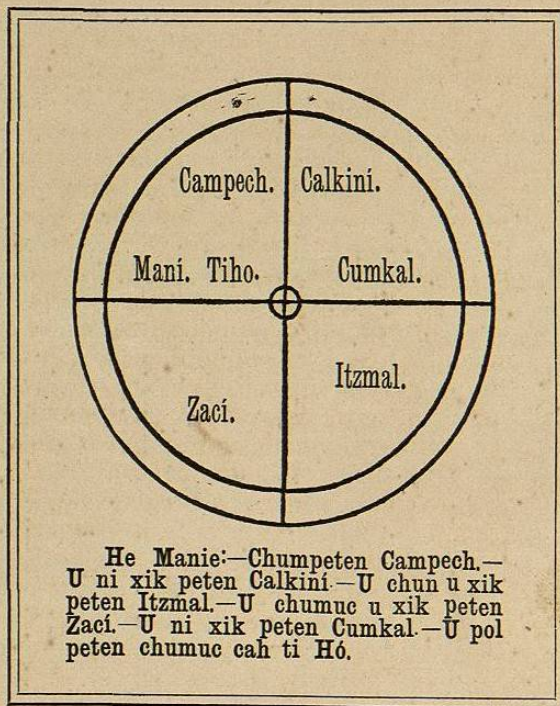 Campech. Calkiní.
Maní. Tiho. Cumkal.
Itzmal.
Zací.
He Manie:—Chumpeten Campech.—
U ni xik peten Calkiní.—U chun u xik
peten Itzmal.—U chumuc u xik peten
Zací.—U ni xik peten Cumkal.—U pol
peten chumuc cah ti Hó.